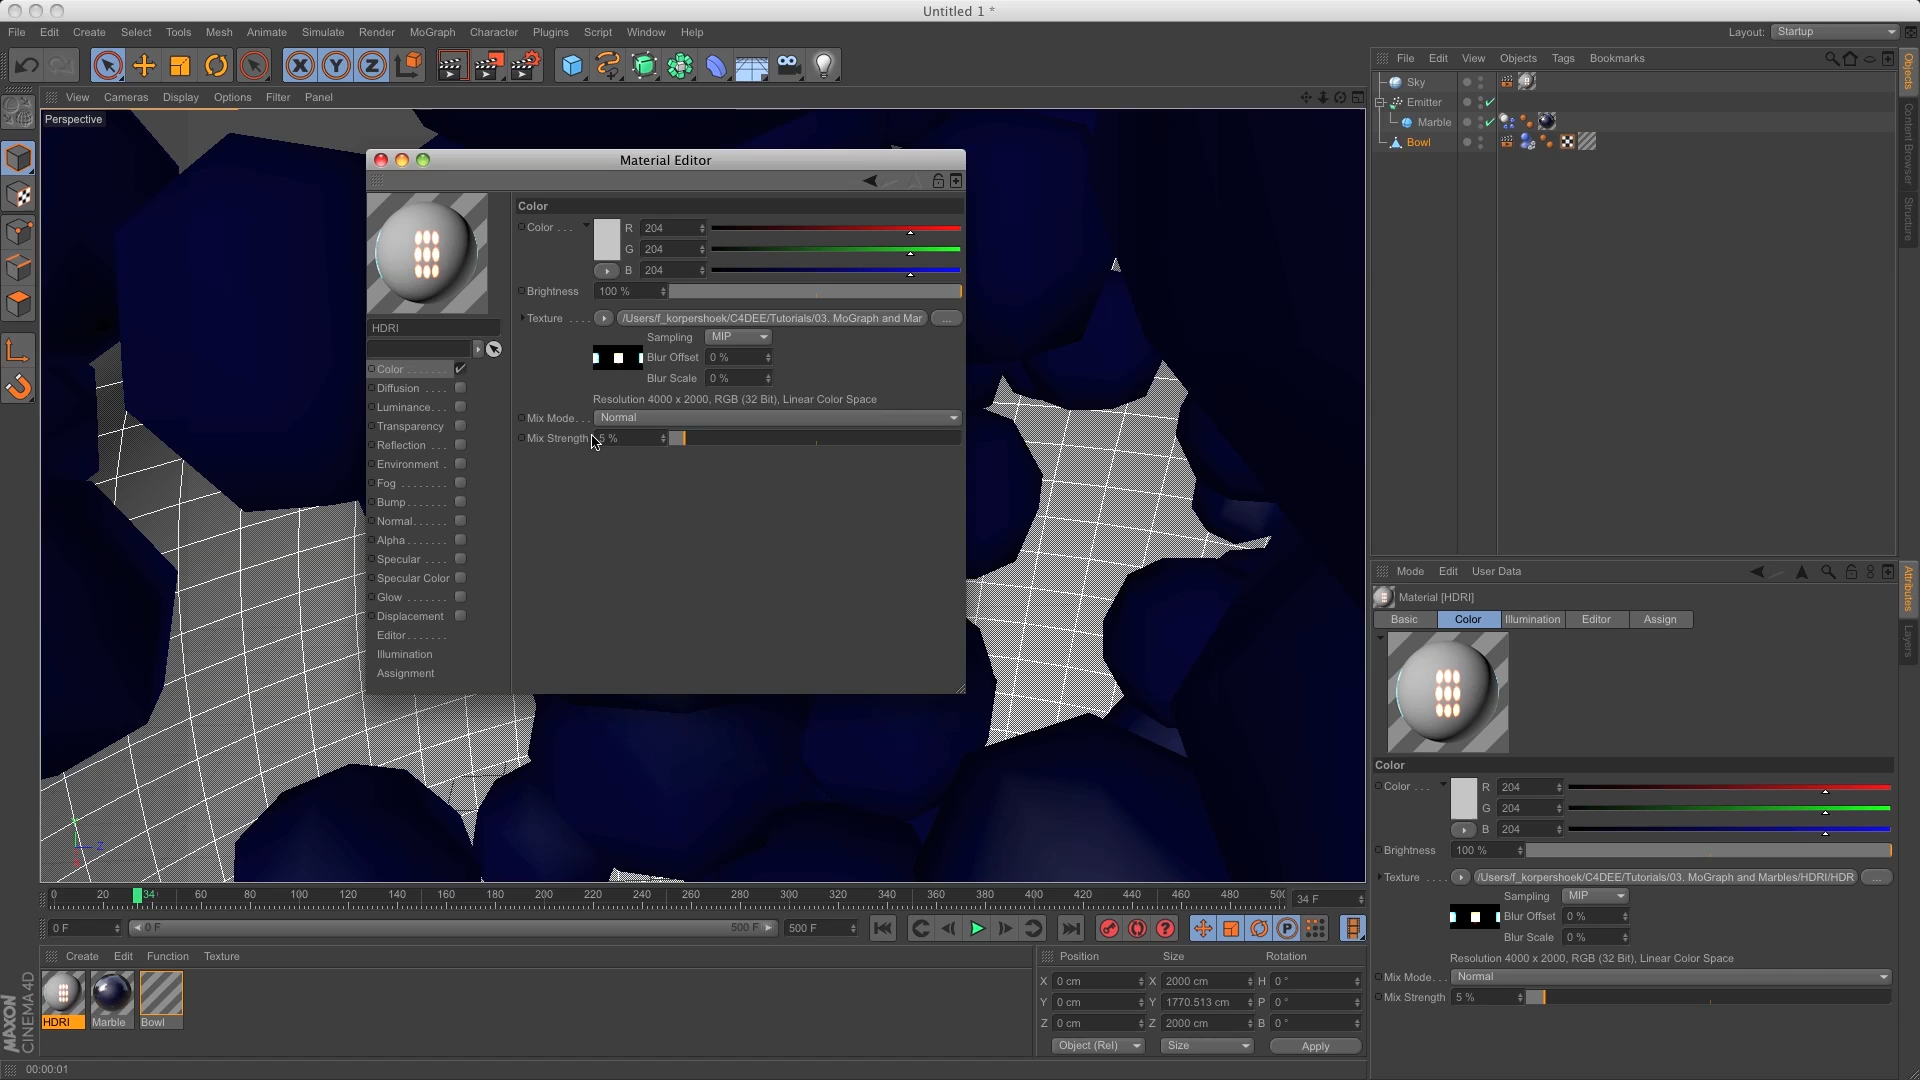 Untitled 1 *
File Edit Create Select Tools Mesh Animate Simulate Render MoGraph Character Plugins Script Window Help
Layout: Startup
X Y Z
View Cameras Display Options Filter Panel
Perspective
Z
Material Editor
HDRI
Color
Diffusion
Luminance
Transparency
Reflection
Environment
Fog
Bump
Normal
Alpha
Specular
Specular Color
Glow
Displacement
Editor
Illumination
Assignment
Color
Color R 204
G 204
B 204
Brightness 100 %
Texture /Users/f_korpershoek/C4DEE/Tutorials/03. MoGraph and Mar ...
Sampling MIP
Blur Offset 0 %
Blur Scale 0 %
Resolution 4000 x 2000, RGB (32 Bit), Linear Color Space
Mix Mode Normal
Mix Strength 5 %
File Edit View Objects Tags Bookmarks
Sky
Emitter
Marble
Bowl
Objects
Content Browser
Structure
Mode Edit User Data
Material [HDRI]
Basic Color Illumination Editor Assign
Color
Color R 204
G 204
B 204
Brightness 100 %
Texture /Users/f_korpershoek/C4DEE/Tutorials/03. MoGraph and Marbles/HDRI/HDR ...
Sampling MIP
Blur Offset 0 %
Blur Scale 0 %
Resolution 4000 x 2000, RGB (32 Bit), Linear Color Space
Mix Mode Normal
Mix Strength 5 %
Attributes
Layers
0 20 34 60 80 100 120 140 160 180 200 220 240 260 280 300 320 340 360 380 400 420 440 460 480 500
34 F
0 F 0 F 500 F 500 F
P
Create Edit Function Texture
HDRI Marble Bowl
Position Size Rotation
X 0 cm X 2000 cm H 0 °
Y 0 cm Y 1770.513 cm P 0 °
Z 0 cm Z 2000 cm B 0 °
Object (Rel) Size Apply
MAXON
CINEMA 4D
00:00:01